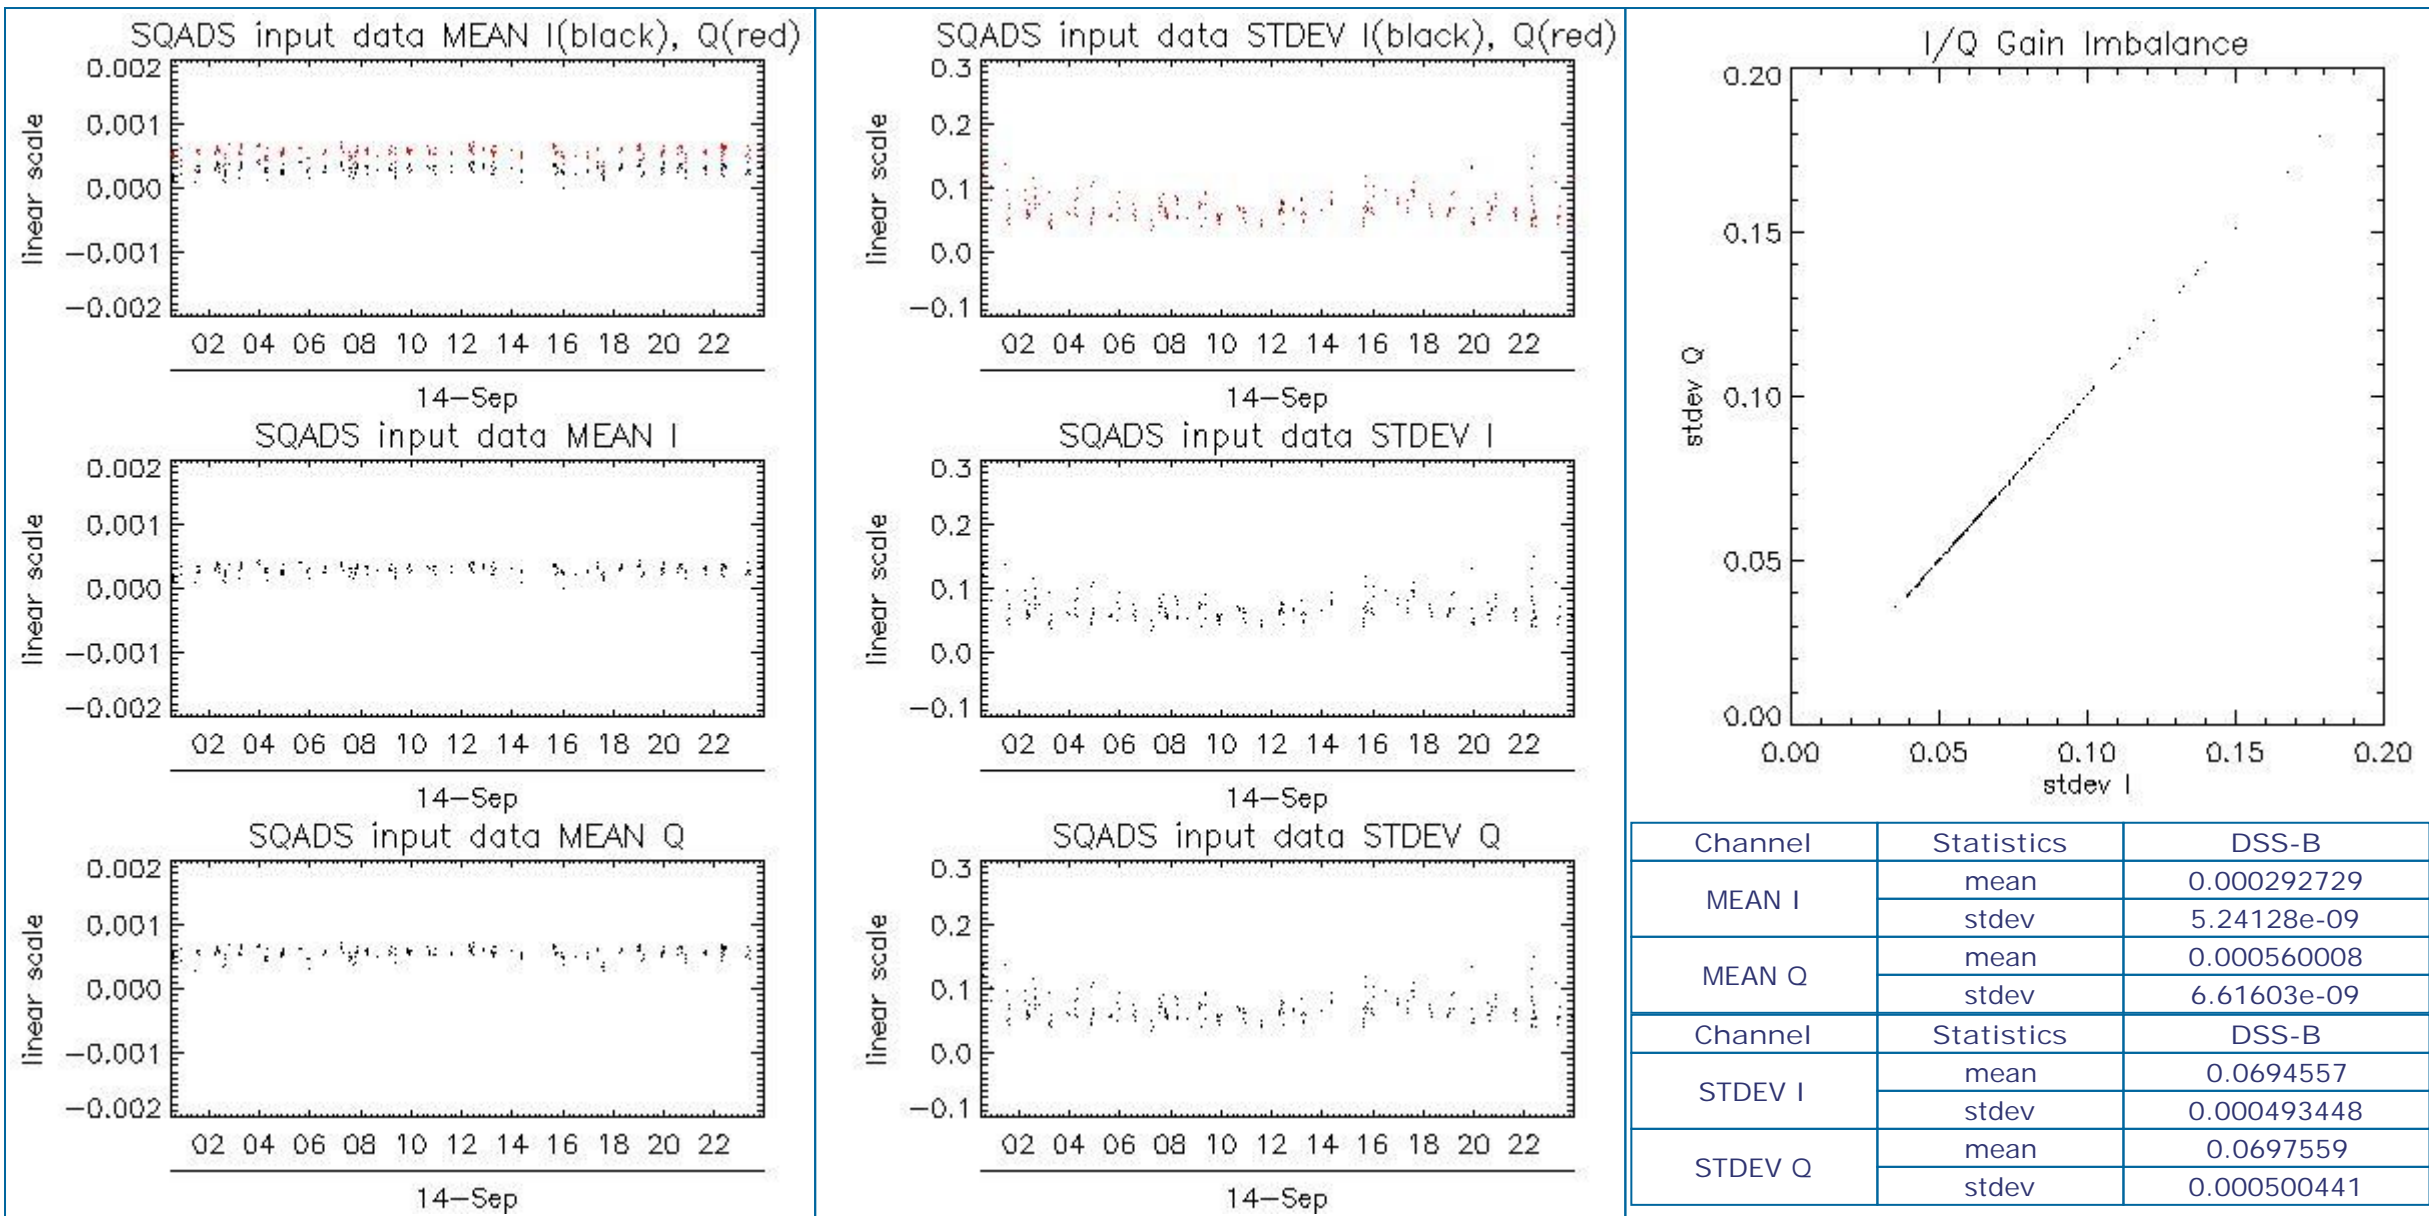 SQADS input data MEAN I(black), Q(red)
0.002
0.001
0.000
−0.001
−0.002
linear scale
02 04 06 08 10 12 14 16 18 20 22
14−Sep
SQADS input data MEAN I
0.002
0.001
0.000
−0.001
−0.002
linear scale
02 04 06 08 10 12 14 16 18 20 22
14−Sep
SQADS input data MEAN Q
0.002
0.001
0.000
−0.001
−0.002
linear scale
02 04 06 08 10 12 14 16 18 20 22
14−Sep
SQADS input data STDEV I(black), Q(red)
0.3
0.2
0.1
0.0
−0.1
linear scale
02 04 06 08 10 12 14 16 18 20 22
14−Sep
SQADS input data STDEV I
0.3
0.2
0.1
0.0
−0.1
linear scale
02 04 06 08 10 12 14 16 18 20 22
14−Sep
SQADS input data STDEV Q
0.3
0.2
0.1
0.0
−0.1
linear scale
02 04 06 08 10 12 14 16 18 20 22
14−Sep
I/Q Gain Imbalance
0.20
0.15
0.10
0.05
0.00
stdev Q
0.00 0.05 0.10 0.15 0.20
stdev I
Channel Statistics DSS-B
MEAN I mean 0.000292729
stdev 5.24128e-09
MEAN Q mean 0.000560008
stdev 6.61603e-09
Channel Statistics DSS-B
STDEV I mean 0.0694557
stdev 0.000493448
STDEV Q mean 0.0697559
stdev 0.000500441